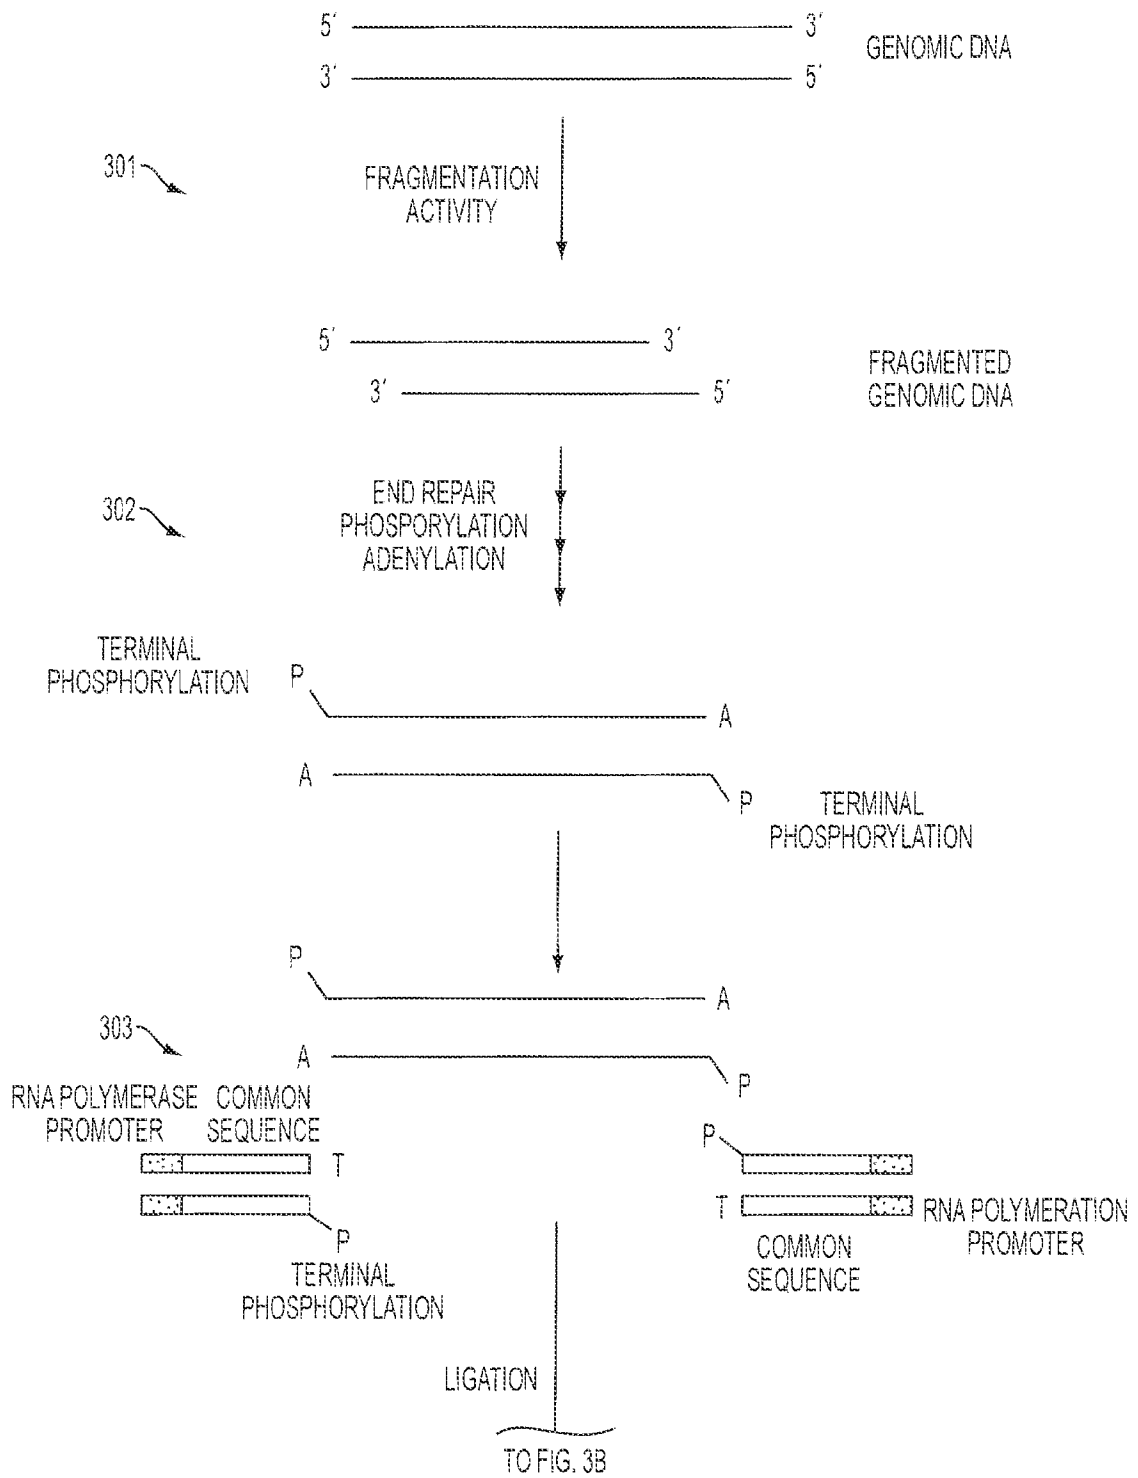 5′ 3′
GENOMIC DNA
3′ 5′
301
FRAGMENTATION
ACTIVITY
5′ 3′
FRAGMENTED
GENOMIC DNA
3′ 5′
302
END REPAIR
PHOSPORYLATION
ADENYLATION
TERMINAL
PHOSPHORYLATION
P
A
A
P
TERMINAL
PHOSPHORYLATION
P
A
303
A
P
RNA POLYMERASE
PROMOTER
COMMON
SEQUENCE
T
P
TERMINAL
PHOSPHORYLATION
P
T
RNA POLYMERATION
PROMOTER
COMMON
SEQUENCE
LIGATION
TO FIG. 3B